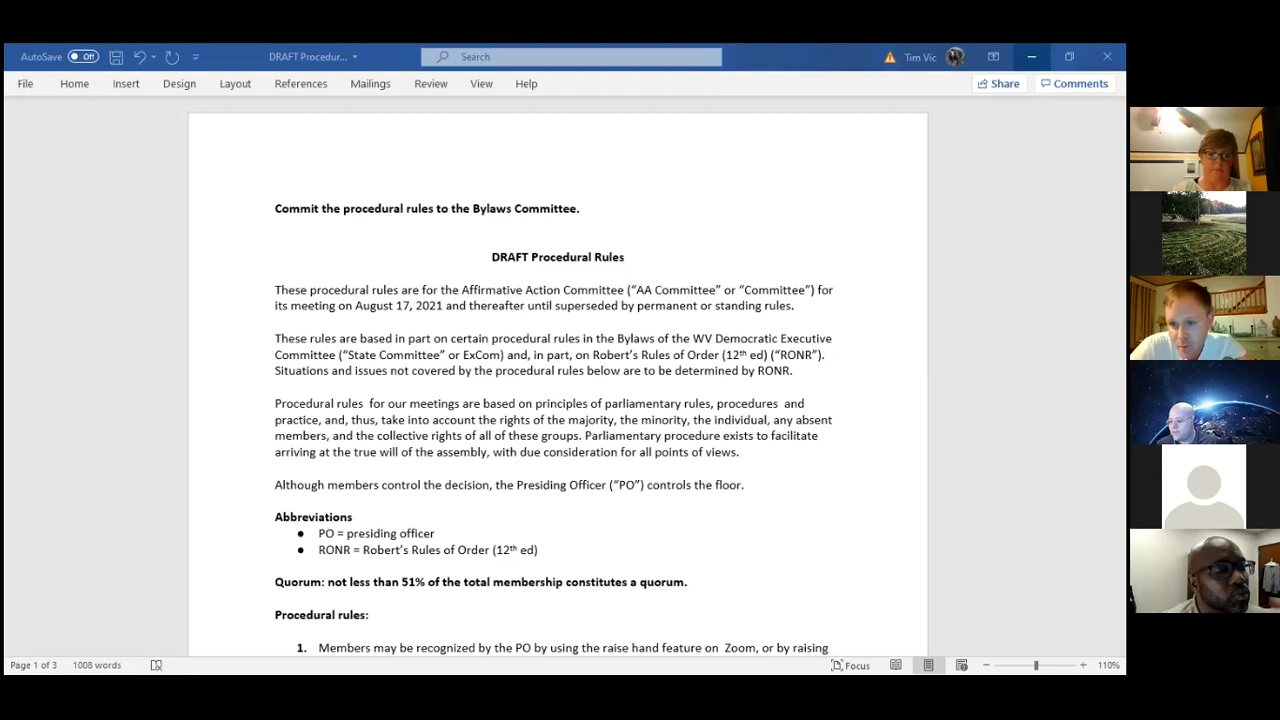 AutoSave Off DRAFT Procedur... Search Tim Vic
File Home Insert Design Layout References Mailings Review View Help Share Comments
Commit the procedural rules to the Bylaws Committee.
DRAFT Procedural Rules
These procedural rules are for the Affirmative Action Committee (“AA Committee” or “Committee”) for
its meeting on August 17, 2021 and thereafter until superseded by permanent or standing rules.
These rules are based in part on certain procedural rules in the Bylaws of the WV Democratic Executive
Committee (“State Committee” or ExCom) and, in part, on Robert’s Rules of Order (12th ed) (“RONR”).
Situations and issues not covered by the procedural rules below are to be determined by RONR.
Procedural rules for our meetings are based on principles of parliamentary rules, procedures and
practice, and, thus, take into account the rights of the majority, the minority, the individual, any absent
members, and the collective rights of all of these groups. Parliamentary procedure exists to facilitate
arriving at the true will of the assembly, with due consideration for all points of views.
Although members control the decision, the Presiding Officer (“PO”) controls the floor.
Abbreviations
● PO = presiding officer
● RONR = Robert’s Rules of Order (12th ed)
Quorum: not less than 51% of the total membership constitutes a quorum.
Procedural rules:
1. Members may be recognized by the PO by using the raise hand feature on Zoom, or by raising
Page 1 of 3 1008 words Focus 110%